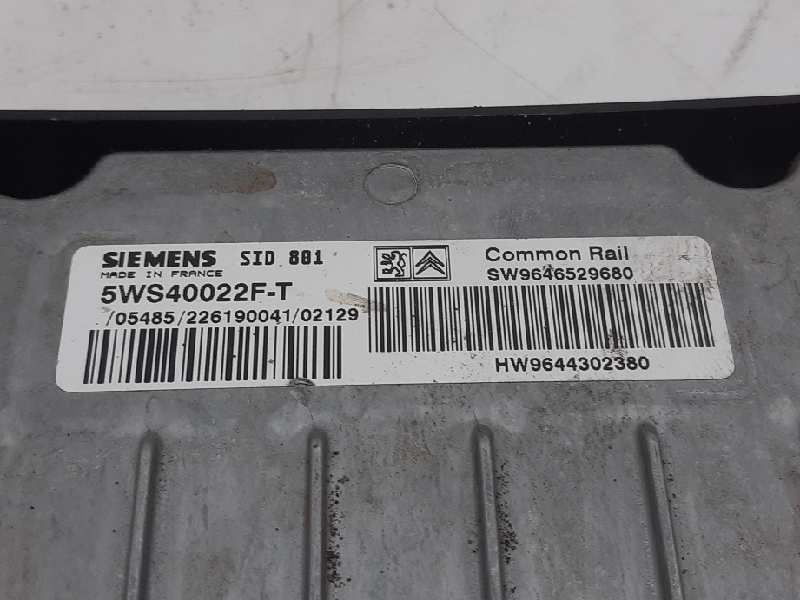 SIEMENS SID 801
MADE IN FRANCE
5WS40022F-T
/05485/226190041/02129
Common Rail
SW9646529680
HW9644302380